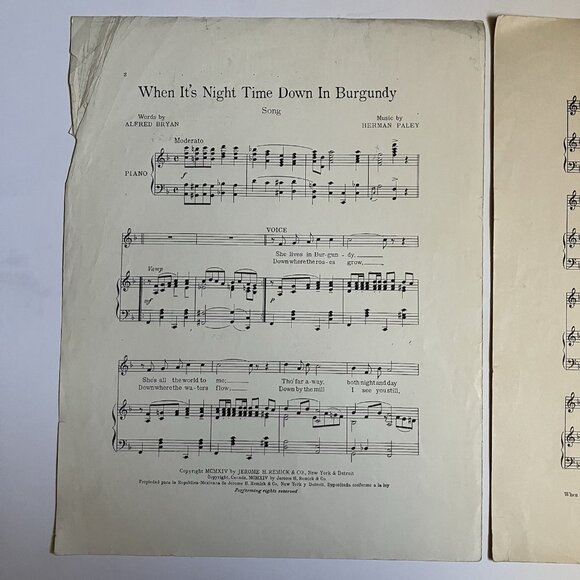 2
When It's Night Time Down In Burgundy
Song
Words by
ALFRED BRYAN
Music by
HERMAN PALEY
Moderato
PIANO
f
VOICE
She lives in Bur-gun - dy,
Down where the ros-es grow,
Vamp
mf
p
She's all the world to me;
Tho' far a-way, both night and day
Down where the wa-ters flow,
Down by the mill I see you still,
Copyright MCMXIV by JEROME H. REMICK & CO., New York & Detroit
Copyright, Canada, MCMXIV by Jerome H. Remick & Co.
Propiedad para la Republica Mexicana de Jerome H. Remick & Co. New York y Detroit. Depositada conforme a la ley
Performing rights reserved
When